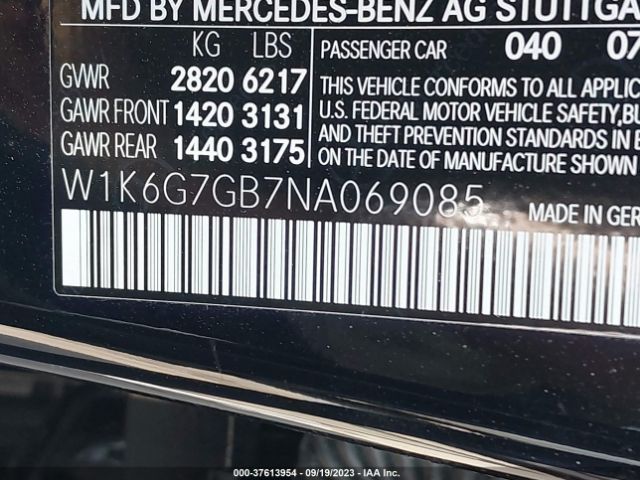 MFD BY MERCEDES-BENZ AG STUTTGA
KG LBS PASSENGER CAR 040 07
GVWR 2820 6217
GAWR FRONT 1420 3131
GAWR REAR 1440 3175
THIS VEHICLE CONFORMS TO ALL APPLIC
U.S. FEDERAL MOTOR VEHICLE SAFETY, BU
AND THEFT PREVENTION STANDARDS IN E
ON THE DATE OF MANUFACTURE SHOWN
W1K6G7GB7NA069085 MADE IN GER
000-37613954 | 09/19/2023 | IAA Inc.